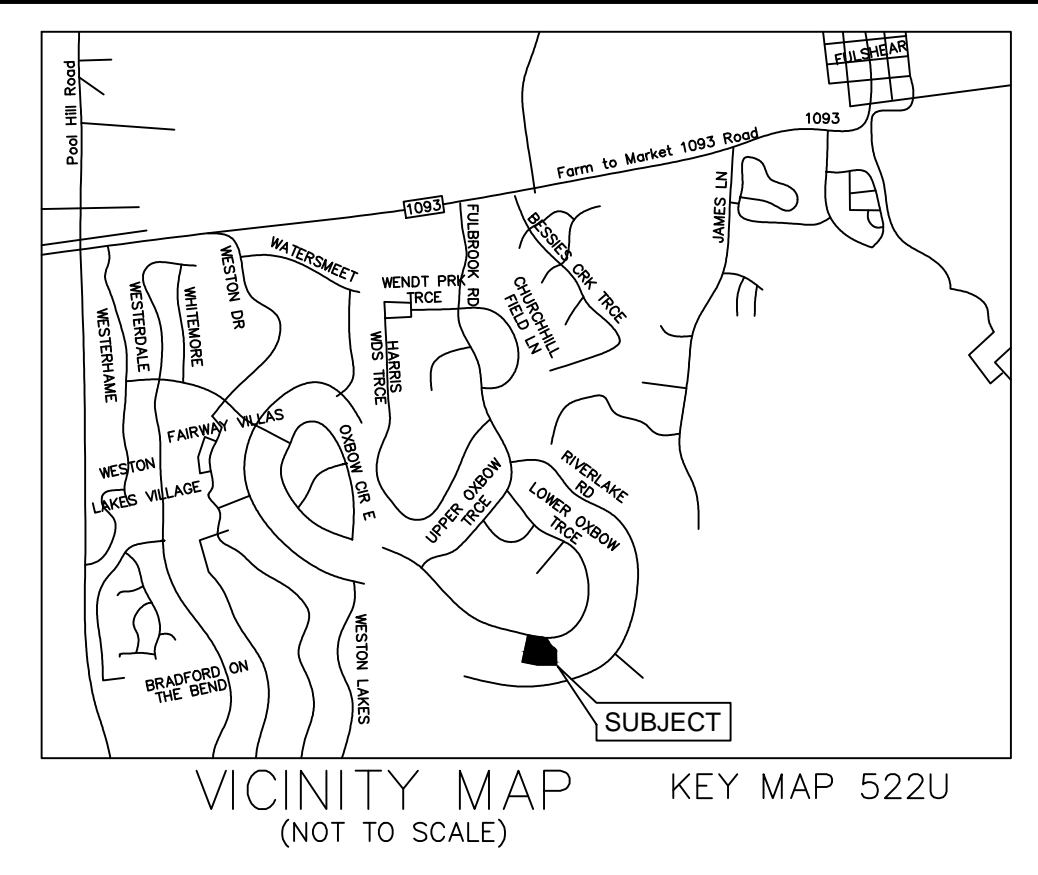 FULSHEAR
Pool Hill Road
1093
Farm to Market 1093 Road
JAMES LN
1093
FULBROOK RD
BESSIES CRK TRCE
WATERSMEET
WESTON DR
WENDT PRK
TRCE
CHURCHHILL
FIELD LN
WESTERHAME
WESTERDALE
WHITEMORE
HARRIS
WDS TRCE
FAIRWAY VILLAS
OXBOW CIR E
WESTON
LAKES VILLAGE
UPPER OXBOW
TRCE
RIVERLAKE
RD
LOWER OXBOW
TRCE
WESTON LAKES
BRADFORD ON
THE BEND
SUBJECT
VICINITY MAP
(NOT TO SCALE)
KEY MAP 522U